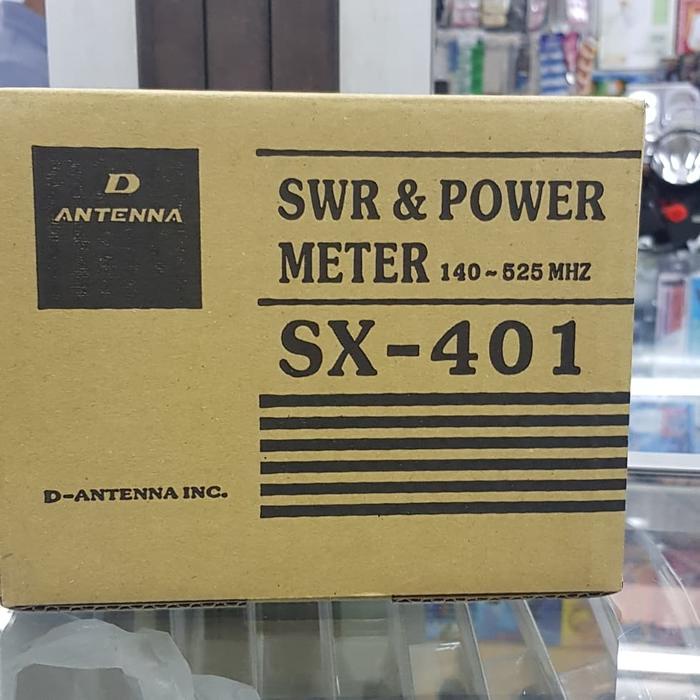 D
ANTENNA
SWR & POWER
METER 140~525 MHZ
SX-401
D-ANTENNA INC.